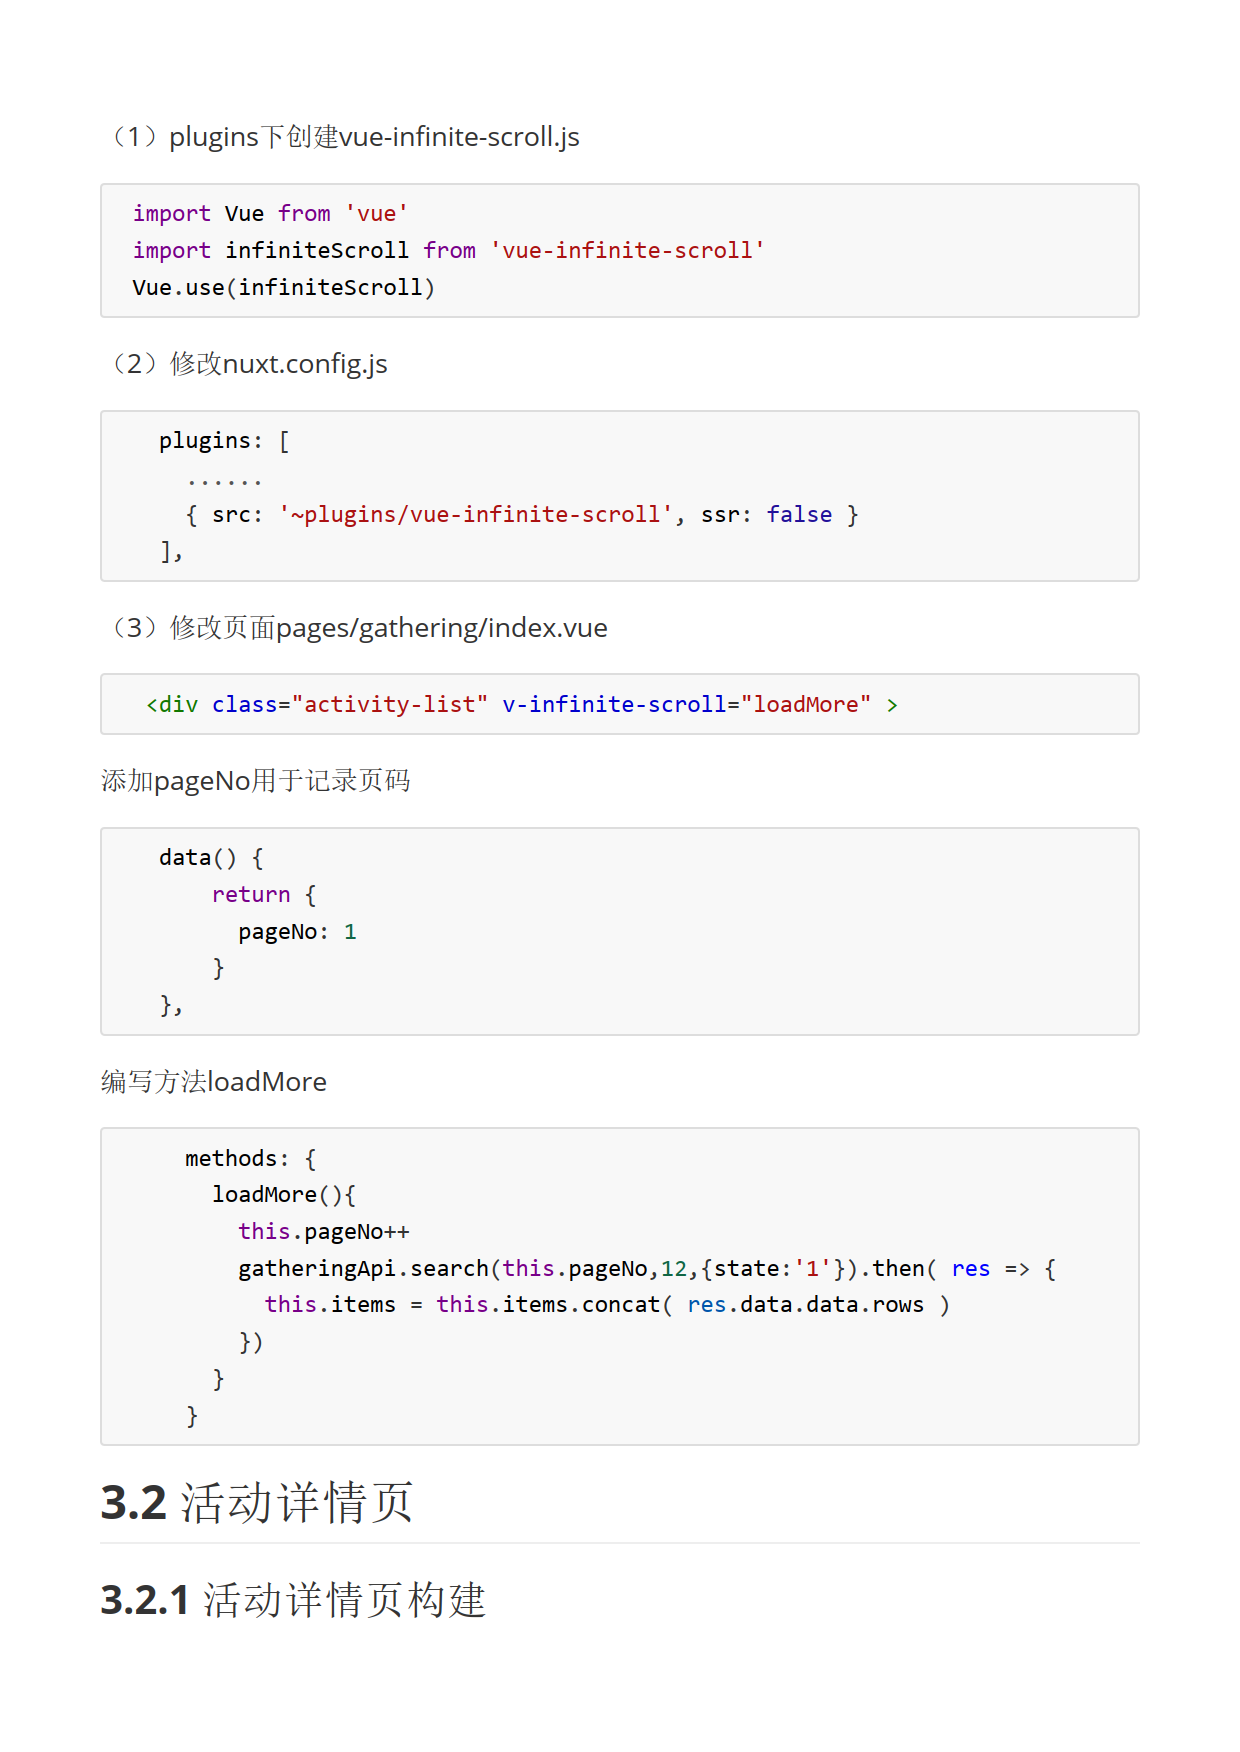 （1）plugins下创建vue-infinite-scroll.js
import Vue from 'vue'
import infiniteScroll from 'vue-infinite-scroll'
Vue.use(infiniteScroll)
（2）修改nuxt.config.js
plugins: [
......
{ src: '~plugins/vue-infinite-scroll', ssr: false }
],
（3）修改页面pages/gathering/index.vue
<div class="activity-list" v-infinite-scroll="loadMore" >
添加pageNo用于记录页码
data() {
return {
pageNo: 1
}
},
编写方法loadMore
methods: {
loadMore(){
this.pageNo++
gatheringApi.search(this.pageNo,12,{state:'1'}).then( res => {
this.items = this.items.concat( res.data.data.rows )
})
}
}
3.2 活动详情页
3.2.1 活动详情页构建